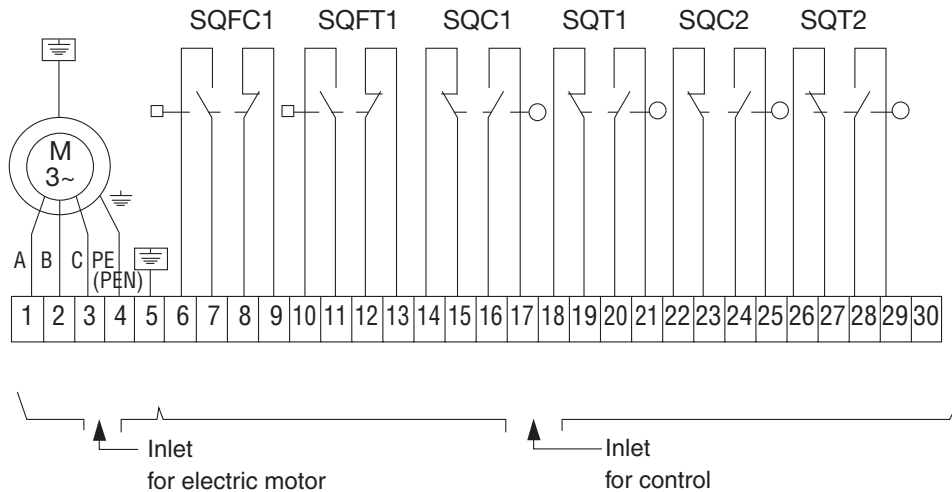 SQFC1 SQFT1 SQC1 SQT1 SQC2 SQT2
M
3~
A B C PE
(PEN)
1 2 3 4 5 6 7 8 9 10 11 12 13 14 15 16 17 18 19 20 21 22 23 24 25 26 27 28 29 30
Inlet
for electric motor
Inlet
for control